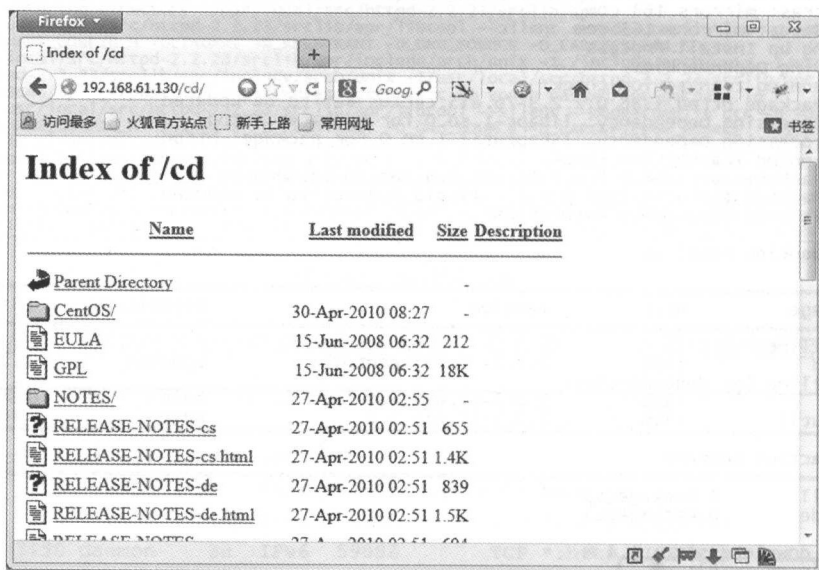 Firefox
Index of /cd
+
192.168.61.130/cd/
Goog.
访问最多 火狐官方站点 新手上路 常用网址
书签
Index of /cd
Name Last modified Size Description
Parent Directory -
CentOS/ 30-Apr-2010 08:27 -
EULA 15-Jun-2008 06:32 212
GPL 15-Jun-2008 06:32 18K
NOTES/ 27-Apr-2010 02:55 -
RELEASE-NOTES-cs 27-Apr-2010 02:51 655
RELEASE-NOTES-cs.html 27-Apr-2010 02:51 1.4K
RELEASE-NOTES-de 27-Apr-2010 02:51 839
RELEASE-NOTES-de.html 27-Apr-2010 02:51 1.5K